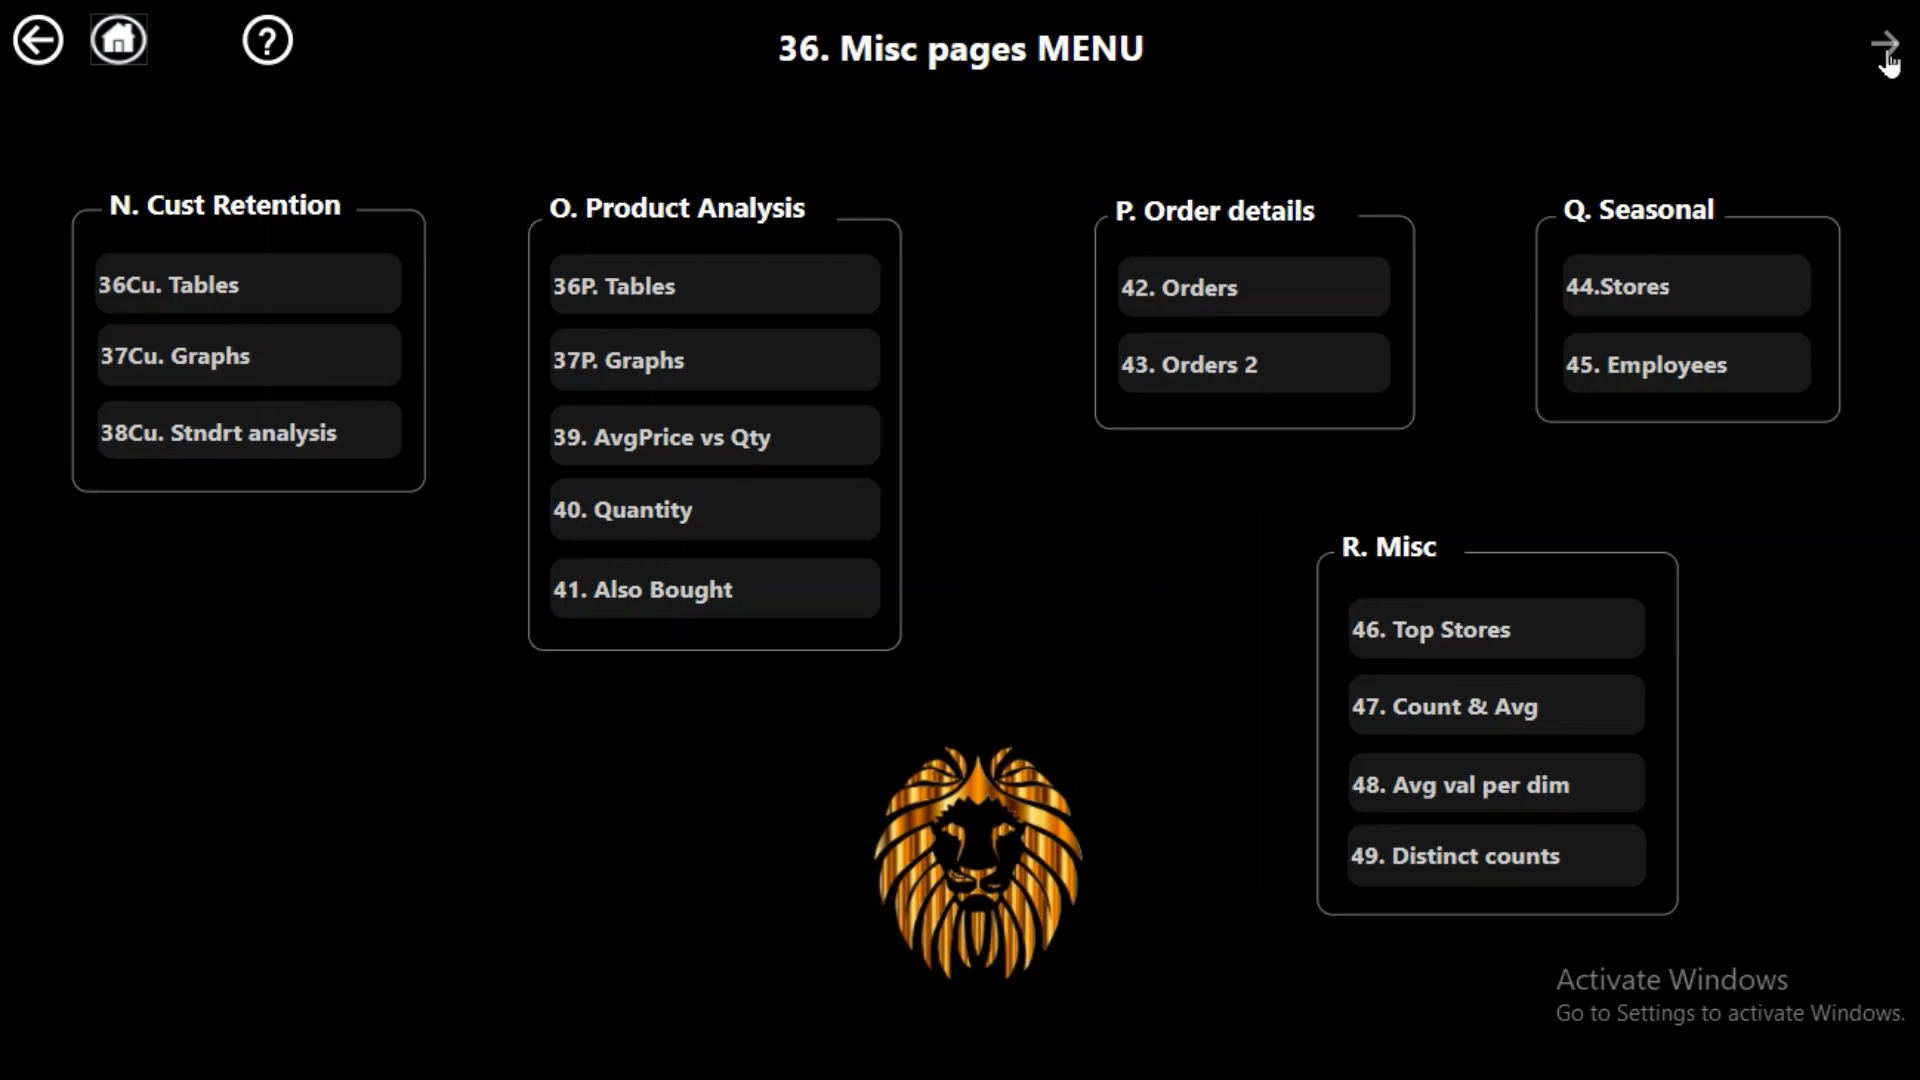 36. Misc pages MENU
N. Cust Retention
36Cu. Tables
37Cu. Graphs
38Cu. Stndrt analysis
O. Product Analysis
36P. Tables
37P. Graphs
39. AvgPrice vs Qty
40. Quantity
41. Also Bought
P. Order details
42. Orders
43. Orders 2
Q. Seasonal
44.Stores
45. Employees
R. Misc
46. Top Stores
47. Count & Avg
48. Avg val per dim
49. Distinct counts
Activate Windows
Go to Settings to activate Windows.